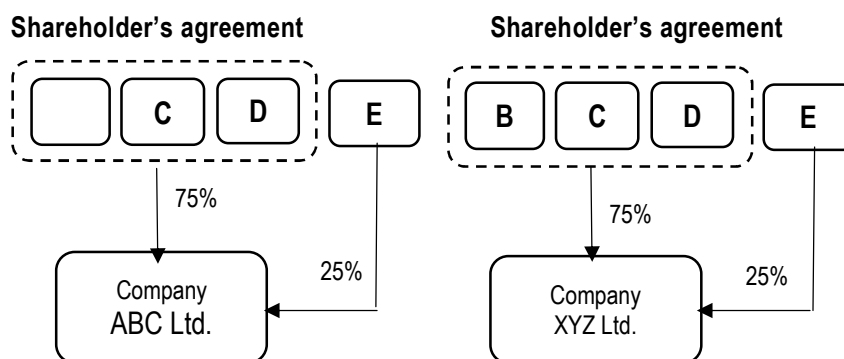 Shareholder's agreement
Shareholder's agreement
C D E
B C D E
75%
75%
25%
25%
Company
ABC Ltd.
Company
XYZ Ltd.